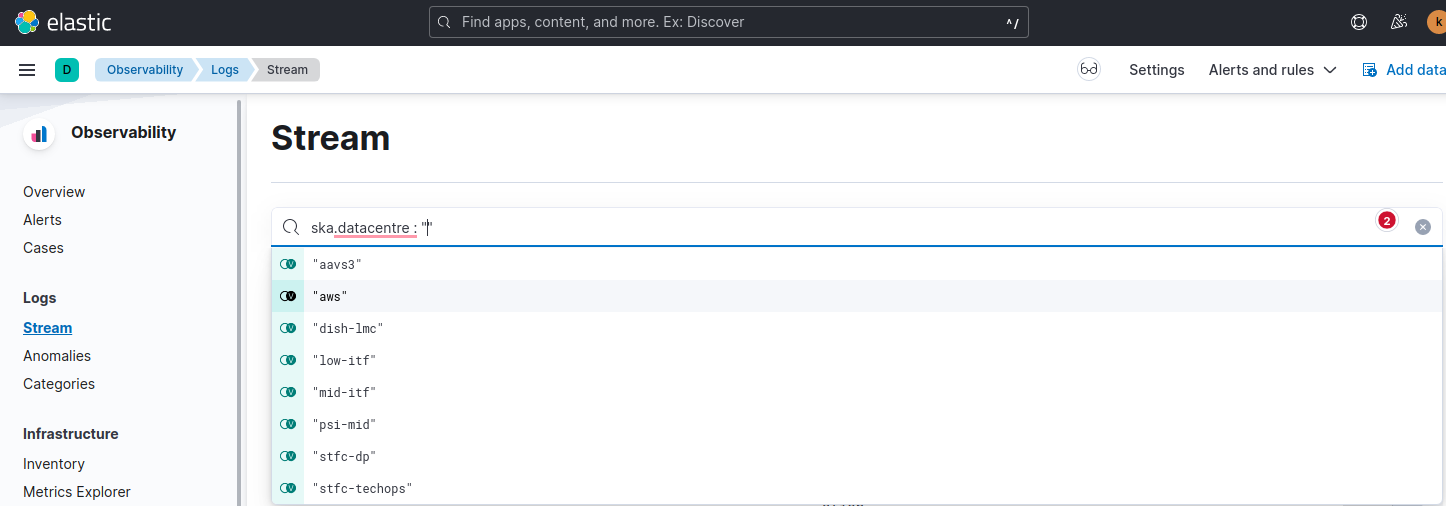 elastic
Find apps, content, and more. Ex: Discover ^/
k
D Observability Logs Stream
Settings Alerts and rules Add data
Observability
Stream
Overview
Alerts
Cases
ska.datacentre : "" 2
"aavs3"
"aws"
"dish-lmc"
"low-itf"
"mid-itf"
"psi-mid"
"stfc-dp"
"stfc-techops"
Logs
Stream
Anomalies
Categories
Infrastructure
Inventory
Metrics Explorer